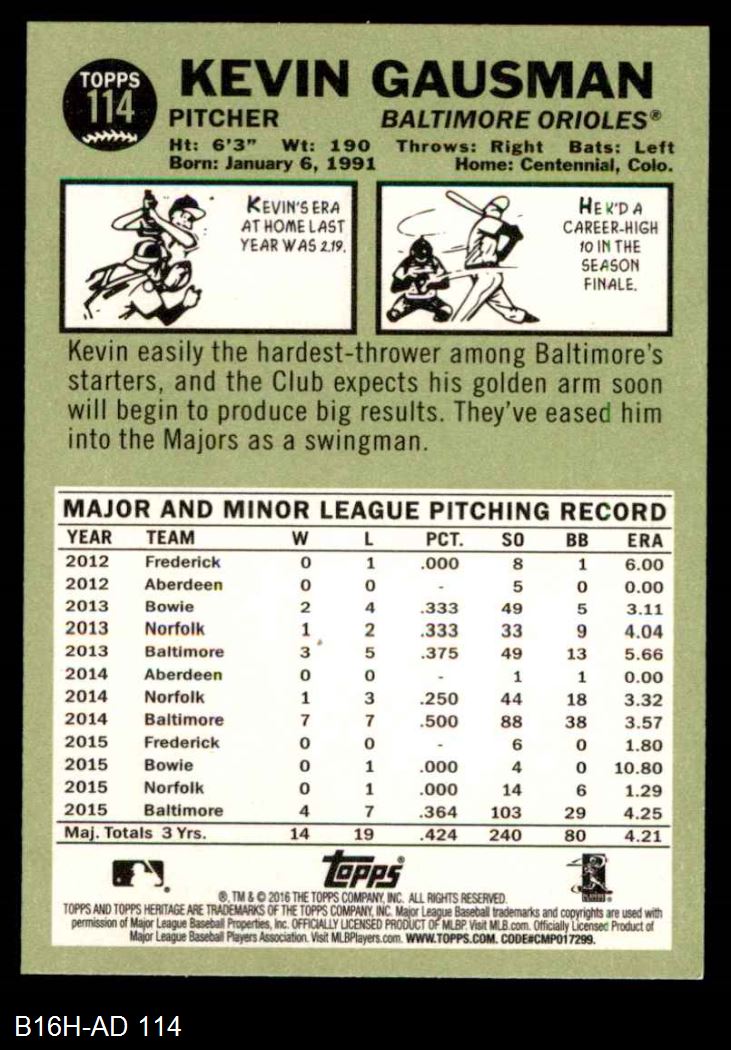 TOPPS
114
KEVIN GAUSMAN
PITCHER BALTIMORE ORIOLES®
Ht: 6'3" Wt: 190 Throws: Right Bats: Left
Born: January 6, 1991 Home: Centennial, Colo.
KEVIN'S ERA
AT HOME LAST
YEAR WAS 2.19.
HE K'D A
CAREER-HIGH
10 IN THE
SEASON
FINALE.
Kevin easily the hardest-thrower among Baltimore's
starters, and the Club expects his golden arm soon
will begin to produce big results. They've eased him
into the Majors as a swingman.
MAJOR AND MINOR LEAGUE PITCHING RECORD
YEAR TEAM W L PCT. SO BB ERA
2012 Frederick 0 1 .000 8 1 6.00
2012 Aberdeen 0 0 - 5 0 0.00
2013 Bowie 2 4 .333 49 5 3.11
2013 Norfolk 1 2 .333 33 9 4.04
2013 Baltimore 3 5 .375 49 13 5.66
2014 Aberdeen 0 0 - 1 1 0.00
2014 Norfolk 1 3 .250 44 18 3.32
2014 Baltimore 7 7 .500 88 38 3.57
2015 Frederick 0 0 - 6 0 1.80
2015 Bowie 0 1 .000 4 0 10.80
2015 Norfolk 0 1 .000 14 6 1.29
2015 Baltimore 4 7 .364 103 29 4.25
Maj. Totals 3 Yrs. 14 19 .424 240 80 4.21
Topps®
®, TM & © 2016 THE TOPPS COMPANY, INC. ALL RIGHTS RESERVED.
TOPPS AND TOPPS HERITAGE ARE TRADEMARKS OF THE TOPPS COMPANY, INC. Major League Baseball trademarks and copyrights are used with
permission of Major League Baseball Properties, Inc. OFFICIALLY LICENSED PRODUCT OF MLBP. Visit MLB.com. Officially Licensed Product of
Major League Baseball Players Association. Visit MLBPlayers.com. WWW.TOPPS.COM. CODE#CMP017299.
B16H-AD 114